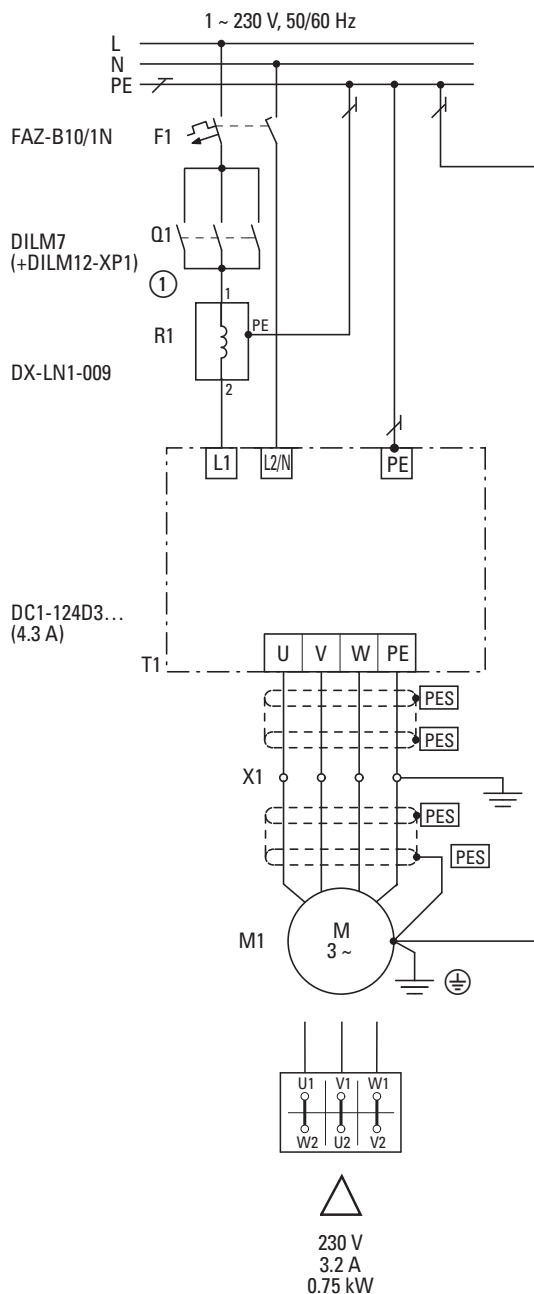 1 ~ 230 V, 50/60 Hz
L
N
PE
FAZ-B10/1N
F1
DILM7
(+DILM12-XP1)
Q1
1
1
R1
PE
DX-LN1-009
2
L1
L2/N
PE
DC1-124D3…
(4.3 A)
T1
U V W PE
PES
PES
X1
PES
PES
M1
M
3 ~
U1 V1 W1
W2 U2 V2
230 V
3.2 A
0.75 kW